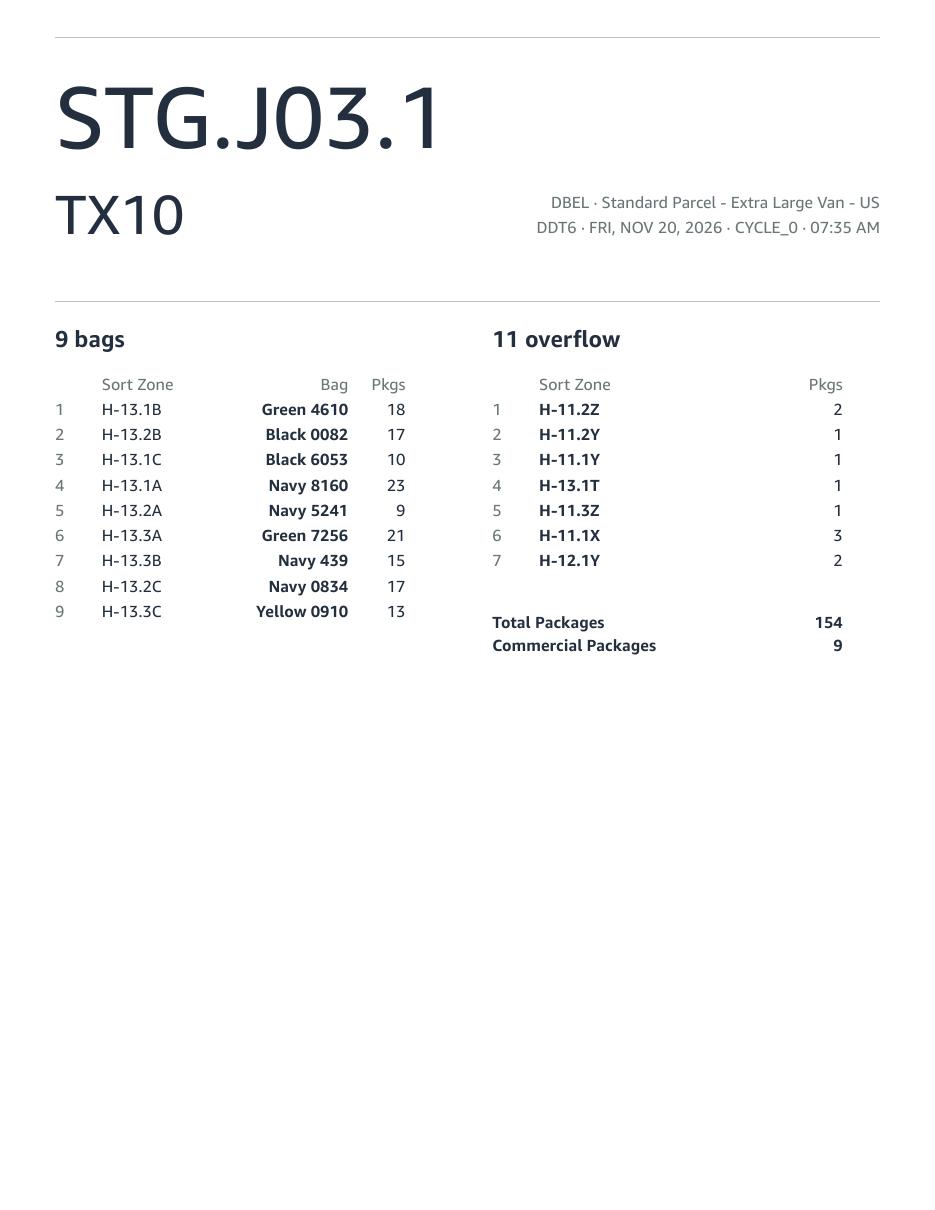 STG.J03.1
TX10
DBEL · Standard Parcel - Extra Large Van - US
DDT6 · FRI, NOV 20, 2026 · CYCLE_0 · 07:35 AM
9 bags
Sort Zone Bag Pkgs
1 H-13.1B Green 4610 18
2 H-13.2B Black 0082 17
3 H-13.1C Black 6053 10
4 H-13.1A Navy 8160 23
5 H-13.2A Navy 5241 9
6 H-13.3A Green 7256 21
7 H-13.3B Navy 439 15
8 H-13.2C Navy 0834 17
9 H-13.3C Yellow 0910 13
11 overflow
Sort Zone Pkgs
1 H-11.2Z 2
2 H-11.2Y 1
3 H-11.1Y 1
4 H-13.1T 1
5 H-11.3Z 1
6 H-11.1X 3
7 H-12.1Y 2
Total Packages 154
Commercial Packages 9